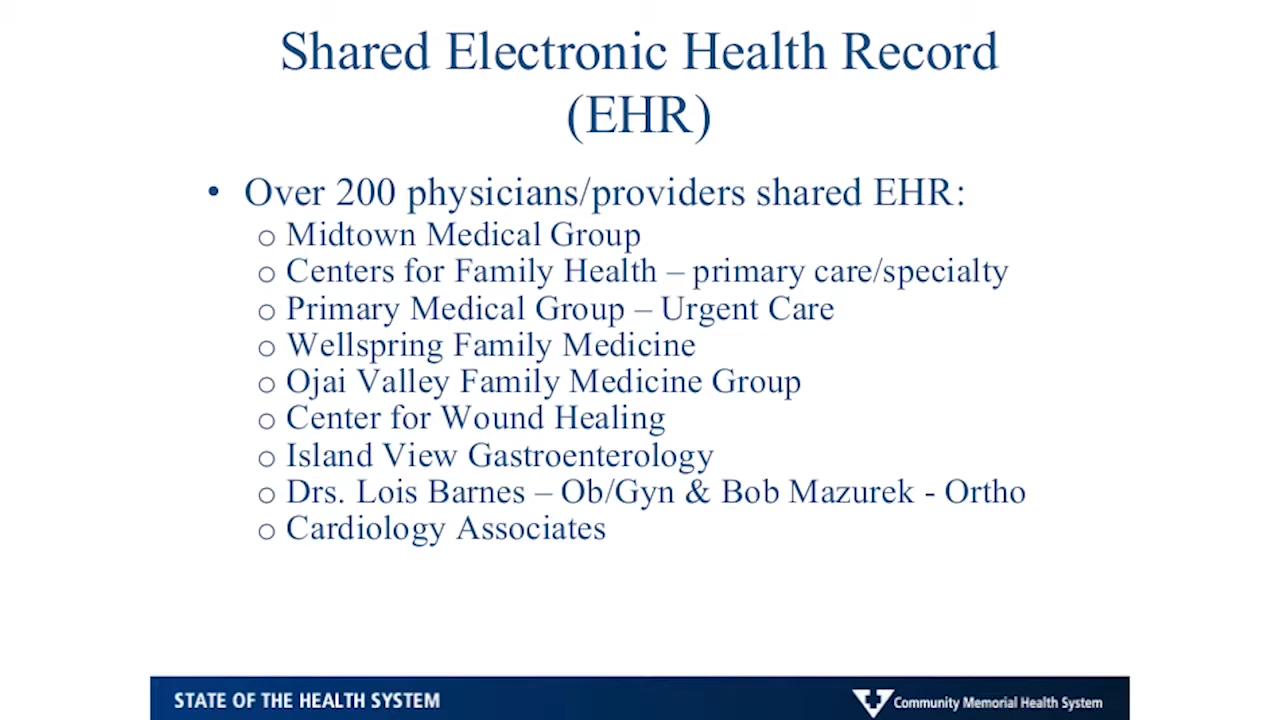 Shared Electronic Health Record
(EHR)
• Over 200 physicians/providers shared EHR:
o Midtown Medical Group
o Centers for Family Health – primary care/specialty
o Primary Medical Group – Urgent Care
o Wellspring Family Medicine
o Ojai Valley Family Medicine Group
o Center for Wound Healing
o Island View Gastroenterology
o Drs. Lois Barnes – Ob/Gyn & Bob Mazurek - Ortho
o Cardiology Associates
STATE OF THE HEALTH SYSTEM
Community Memorial Health System